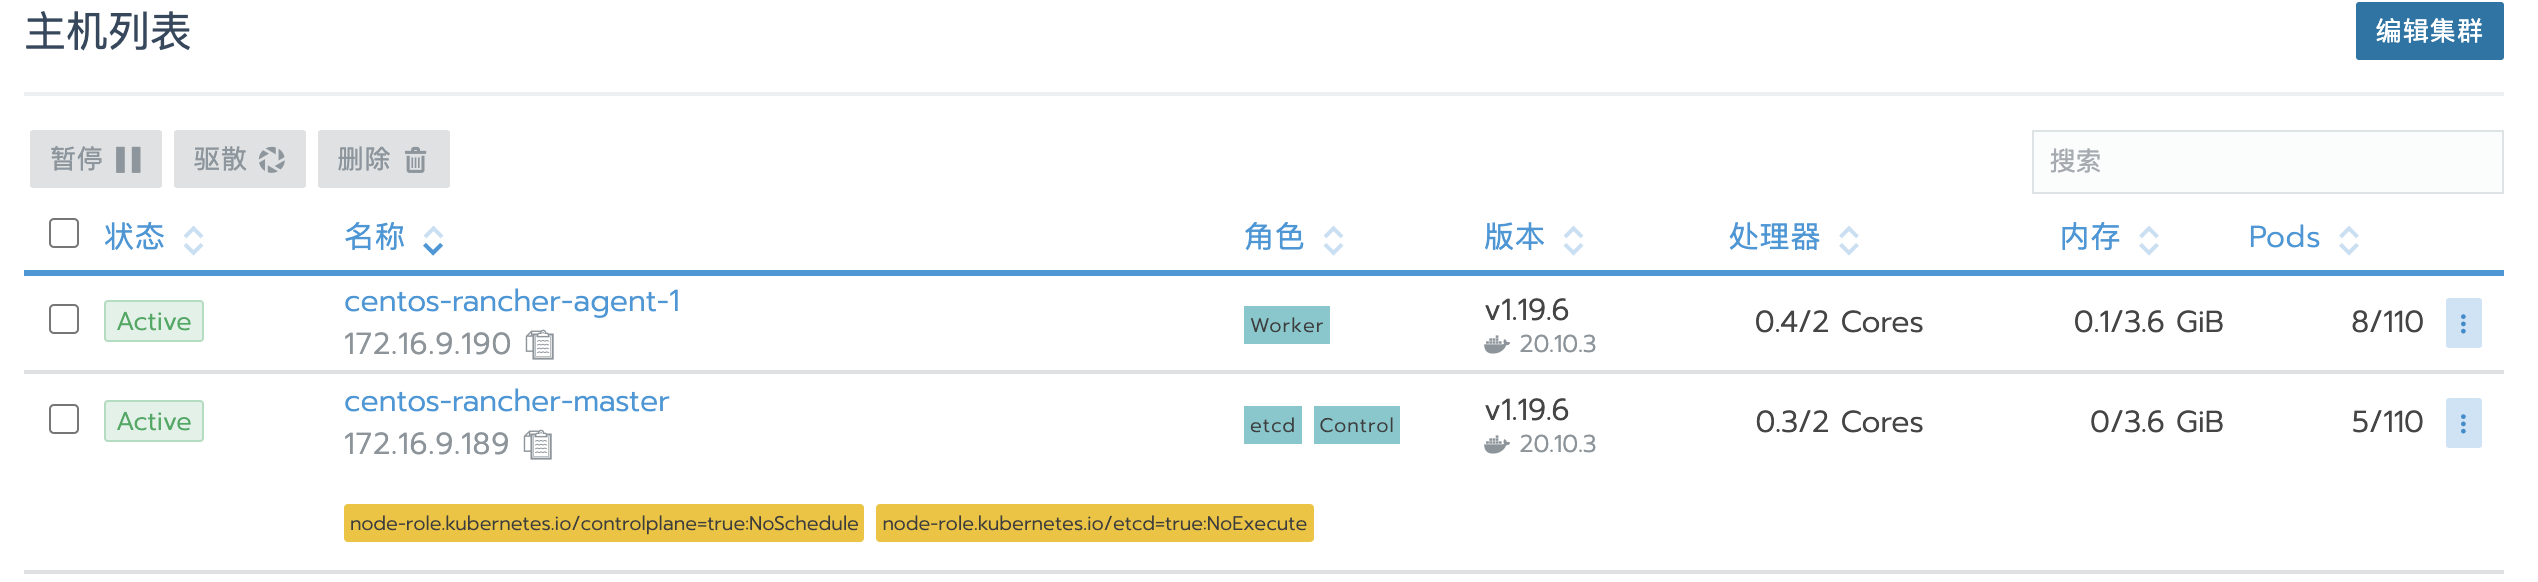 主机列表
编辑集群
暂停 驱散 删除
搜索
状态 名称 角色 版本 处理器 内存 Pods
Active centos-rancher-agent-1 Worker v1.19.6 0.4/2 Cores 0.1/3.6 GiB 8/110
172.16.9.190 20.10.3
Active centos-rancher-master etcd Control v1.19.6 0.3/2 Cores 0/3.6 GiB 5/110
172.16.9.189 20.10.3
node-role.kubernetes.io/controlplane=true:NoSchedule node-role.kubernetes.io/etcd=true:NoExecute